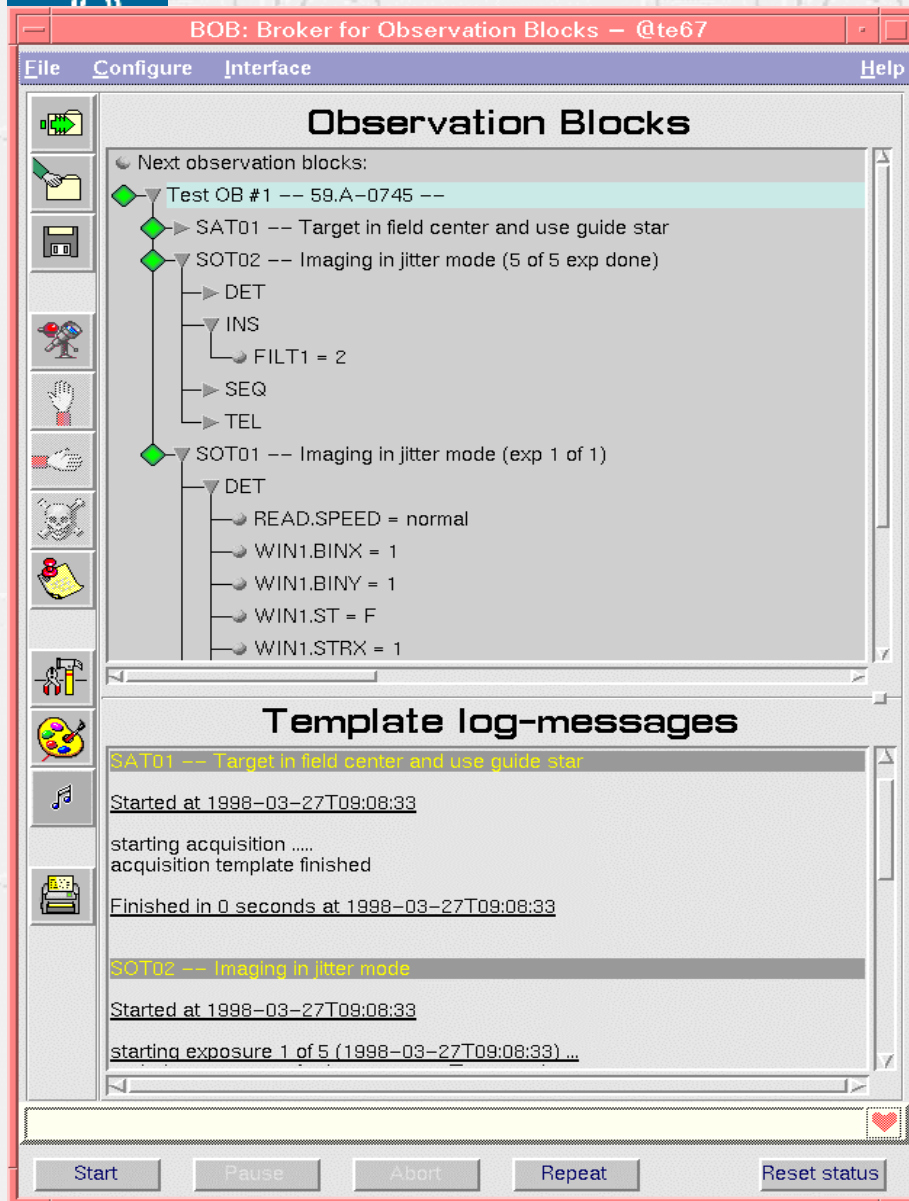 BOB: Broker for Observation Blocks – @te67
File Configure Interface Help
Observation Blocks
Next observation blocks:
Test OB #1 -- 59.A-0745 --
SAT01 -- Target in field center and use guide star
SOT02 -- Imaging in jitter mode (5 of 5 exp done)
DET
INS
FILT1 = 2
SEQ
TEL
SOT01 -- Imaging in jitter mode (exp 1 of 1)
DET
READ.SPEED = normal
WIN1.BINX = 1
WIN1.BINY = 1
WIN1.ST = F
WIN1.STRX = 1
Template log-messages
SAT01 -- Target in field center and use guide star
Started at 1998-03-27T09:08:33
starting acquisition .....
acquisition template finished
Finished in 0 seconds at 1998-03-27T09:08:33
SOT02 -- Imaging in jitter mode
Started at 1998-03-27T09:08:33
starting exposure 1 of 5 (1998-03-27T09:08:33) ...
Start Pause Abort Repeat Reset status